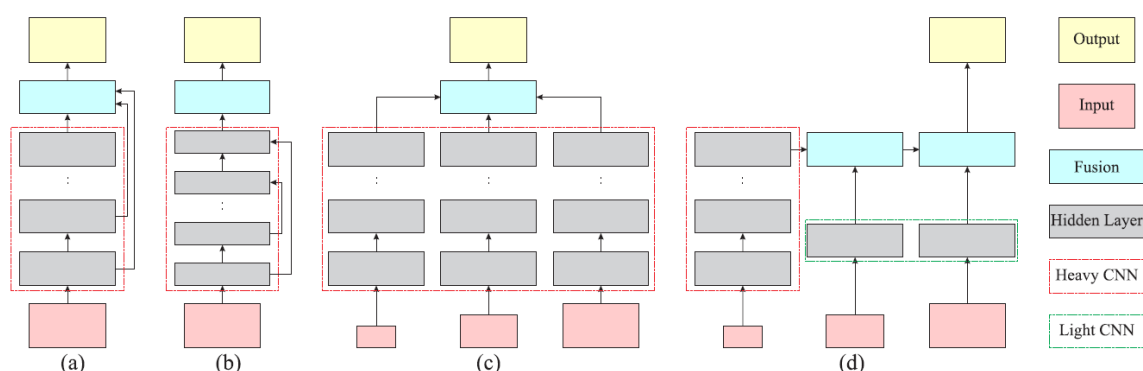 Output
Input
Fusion
Hidden Layer
Heavy CNN
Light CNN
(a)
(b)
(c)
(d)